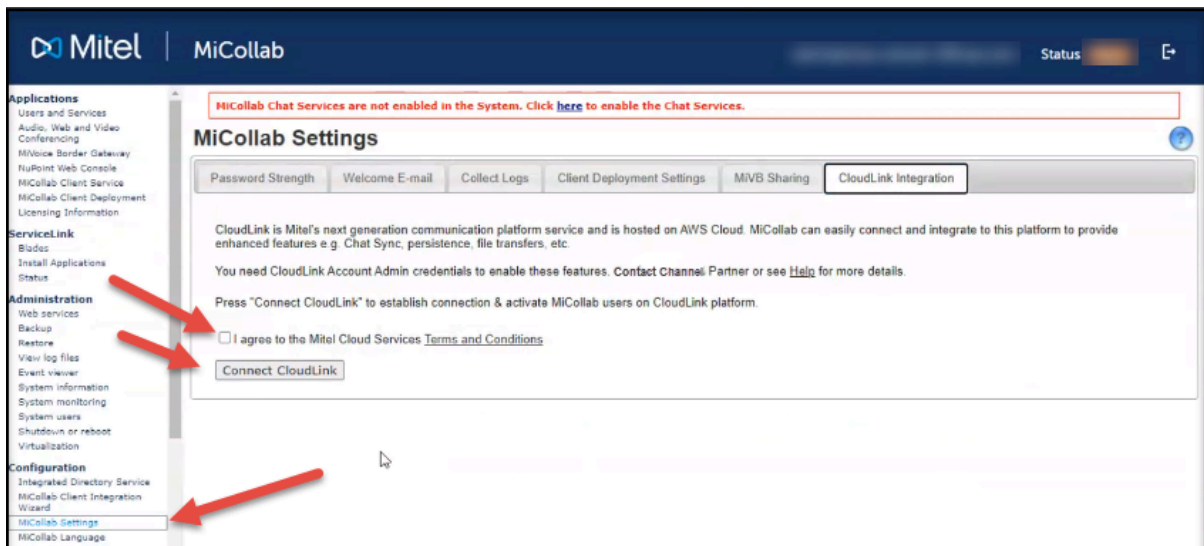 Mitel
MiCollab
Status
Applications
Users and Services
Audio, Web and Video
Conferencing
MiVoice Border Gateway
NuPoint Web Console
MiCollab Client Service
MiCollab Client Deployment
Licensing Information
ServiceLink
Blades
Install Applications
Status
Administration
Web services
Backup
Restore
View log files
Event viewer
System information
System monitoring
System users
Shutdown or reboot
Virtualization
Configuration
Integrated Directory Service
MiCollab Client Integration
Wizard
MiCollab Settings
MiCollab Language
MiCollab Chat Services are not enabled in the System. Click here to enable the Chat Services.
MiCollab Settings
?
Password Strength
Welcome E-mail
Collect Logs
Client Deployment Settings
MiVB Sharing
CloudLink Integration
CloudLink is Mitel's next generation communication platform service and is hosted on AWS Cloud. MiCollab can easily connect and integrate to this platform to provide
enhanced features e.g. Chat Sync, persistence, file transfers, etc.
You need CloudLink Account Admin credentials to enable these features. Contact Channel Partner or see Help for more details.
Press "Connect CloudLink" to establish connection & activate MiCollab users on CloudLink platform.
I agree to the Mitel Cloud Services Terms and Conditions
Connect CloudLink